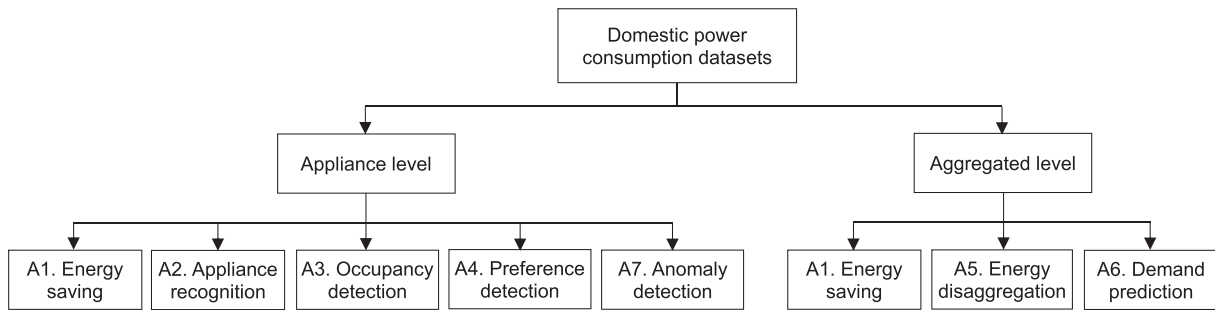 Domestic power
consumption datasets
Appliance level
Aggregated level
A1. Energy
saving
A2. Appliance
recognition
A3. Occupancy
detection
A4. Preference
detection
A7. Anomaly
detection
A1. Energy
saving
A5. Energy
disaggregation
A6. Demand
prediction